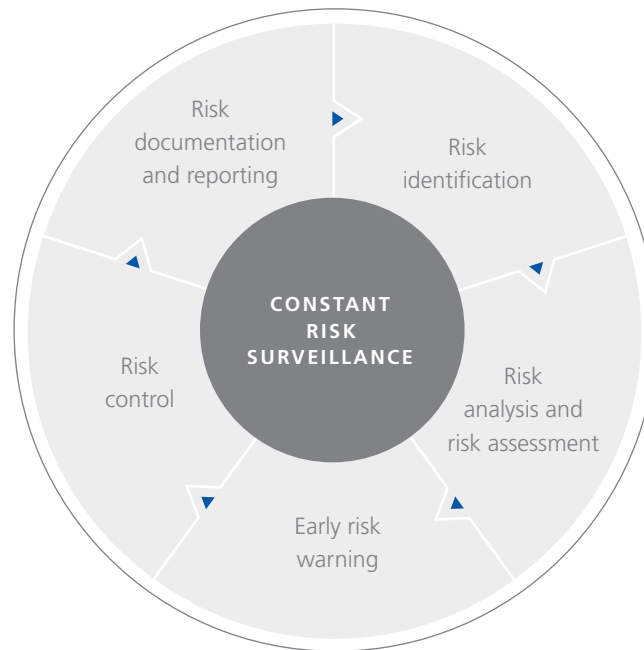 Risk
documentation
and reporting
Risk
identification
CONSTANT
RISK
SURVEILLANCE
Risk
control
Risk
analysis and
risk assessment
Early risk
warning